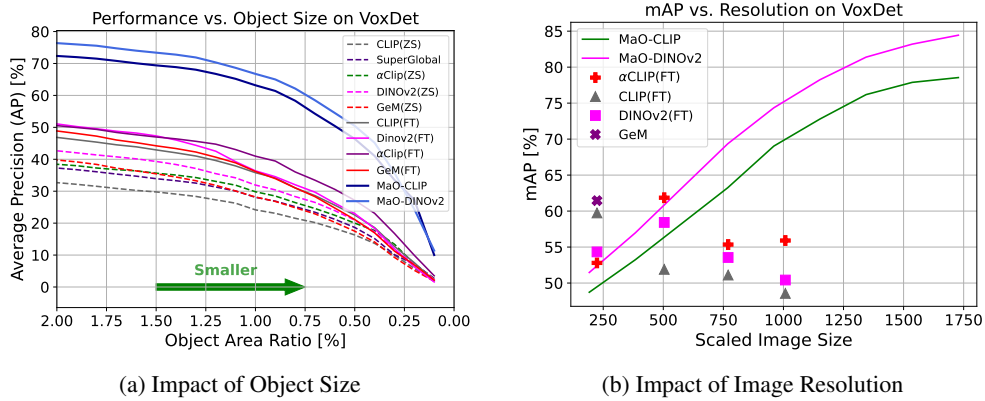 Performance vs. Object Size on VoxDet
Average Precision (AP) [%]
80
70
60
50
40
30
20
10
0
2.00 1.75 1.50 1.25 1.00 0.75 0.50 0.25 0.00
Object Area Ratio [%]
Smaller
CLIP(ZS)
SuperGlobal
αClip(ZS)
DINOv2(ZS)
GeM(ZS)
CLIP(FT)
Dinov2(FT)
αClip(FT)
GeM(FT)
MaO-CLIP
MaO-DINOv2
(a) Impact of Object Size
mAP vs. Resolution on VoxDet
mAP [%]
85
80
75
70
65
60
55
50
250 500 750 1000 1250 1500 1750
Scaled Image Size
MaO-CLIP
MaO-DINOv2
αCLIP(FT)
CLIP(FT)
DINOv2(FT)
GeM
(b) Impact of Image Resolution